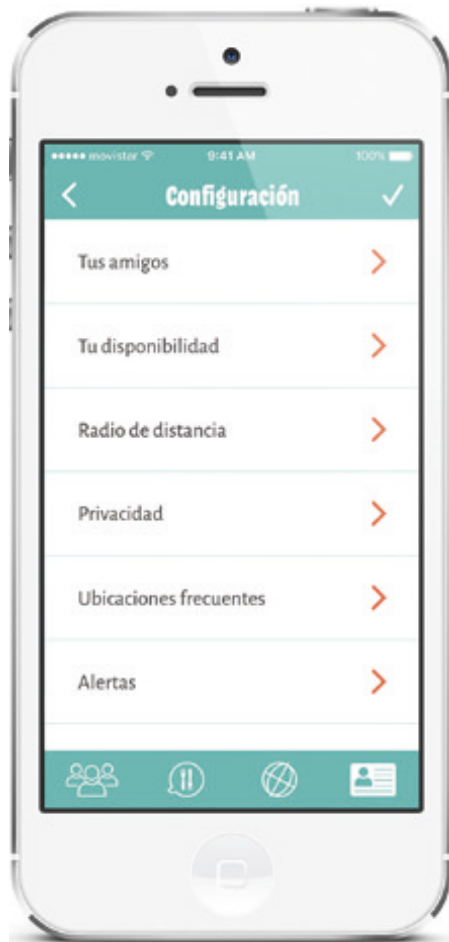 movistar 9:41 AM 100%
Configuración
Tus amigos
Tu disponibilidad
Radio de distancia
Privacidad
Ubicaciones frecuentes
Alertas